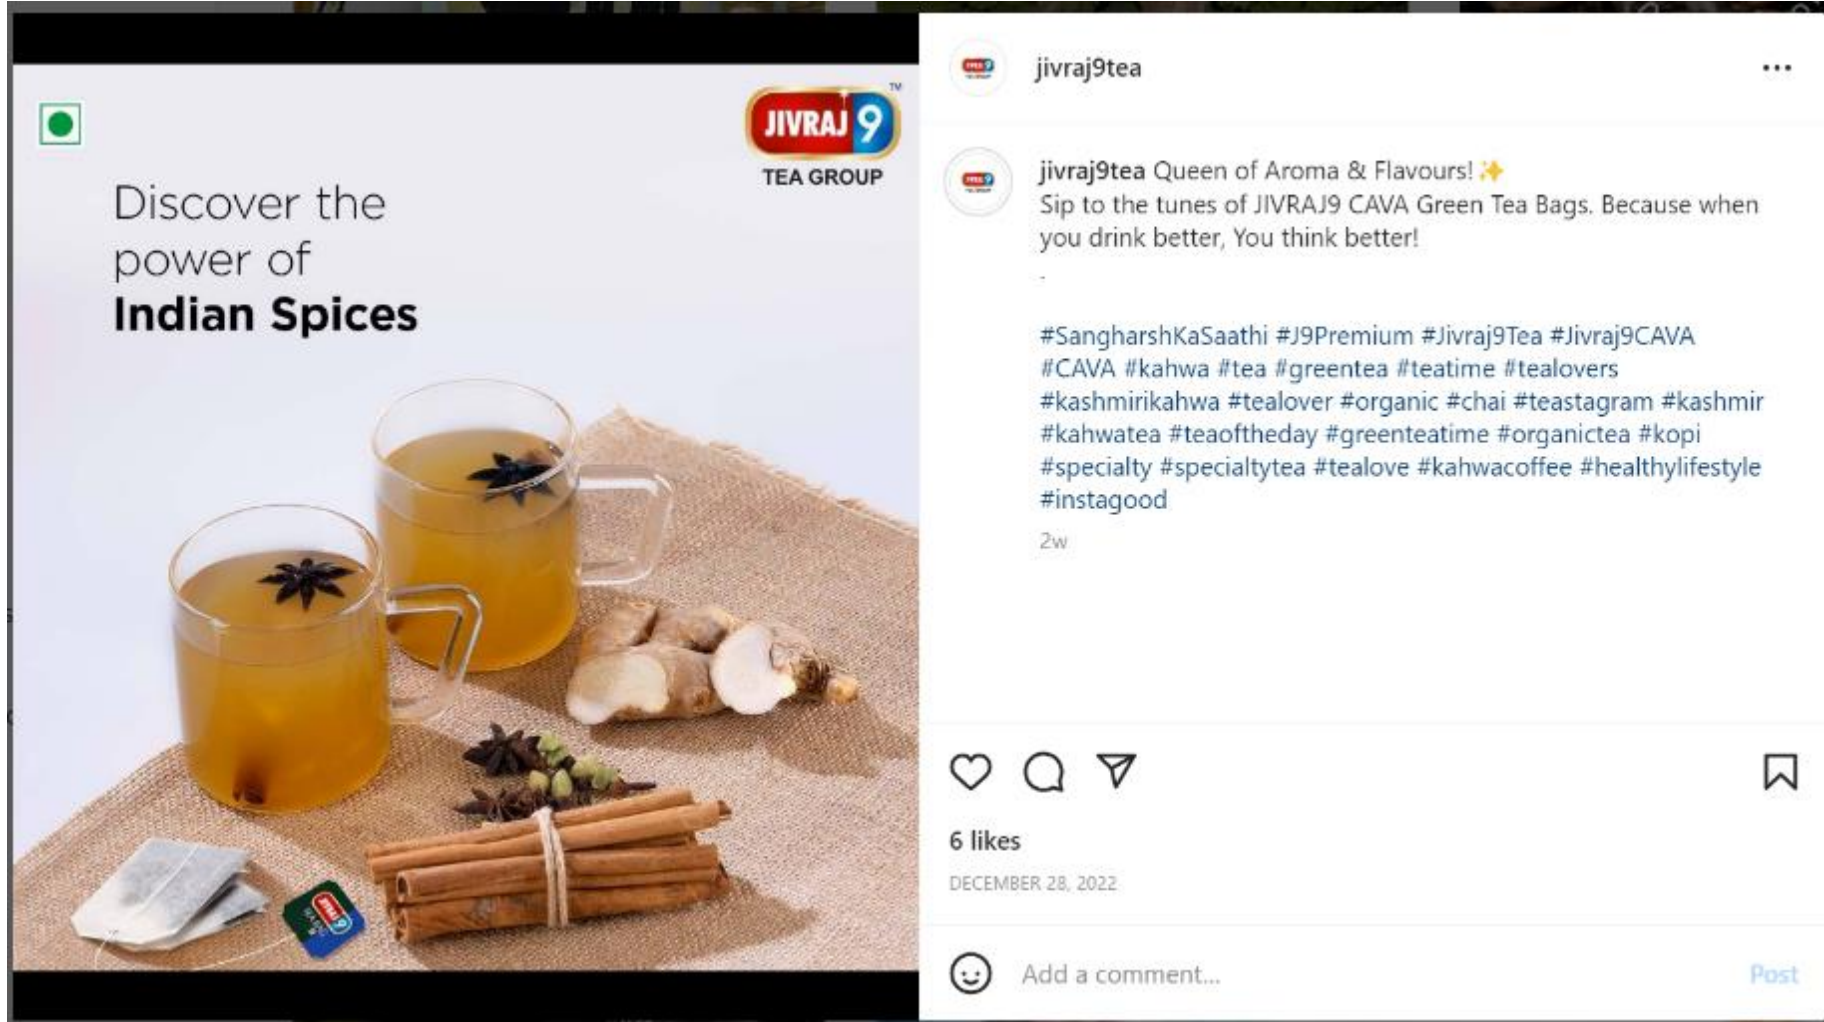 JIVRAJ 9
TM
TEA GROUP
Discover the
power of
Indian Spices
JIVRAJ 9
jivraj9tea
jivraj9tea Queen of Aroma & Flavours!✨
Sip to the tunes of JIVRAJ9 CAVA Green Tea Bags. Because when
you drink better, You think better!
.
#SangharshKaSaathi #J9Premium #Jivraj9Tea #Jivraj9CAVA
#CAVA #kahwa #tea #greentea #teatime #tealovers
#kashmirikahwa #tealover #organic #chai #teastagram #kashmir
#kahwatea #teaoftheday #greenteatime #organictea #kopi
#specialty #specialtytea #tealove #kahwacoffee #healthylifestyle
#instagood
2w
6 likes
DECEMBER 28, 2022
Add a comment...
Post